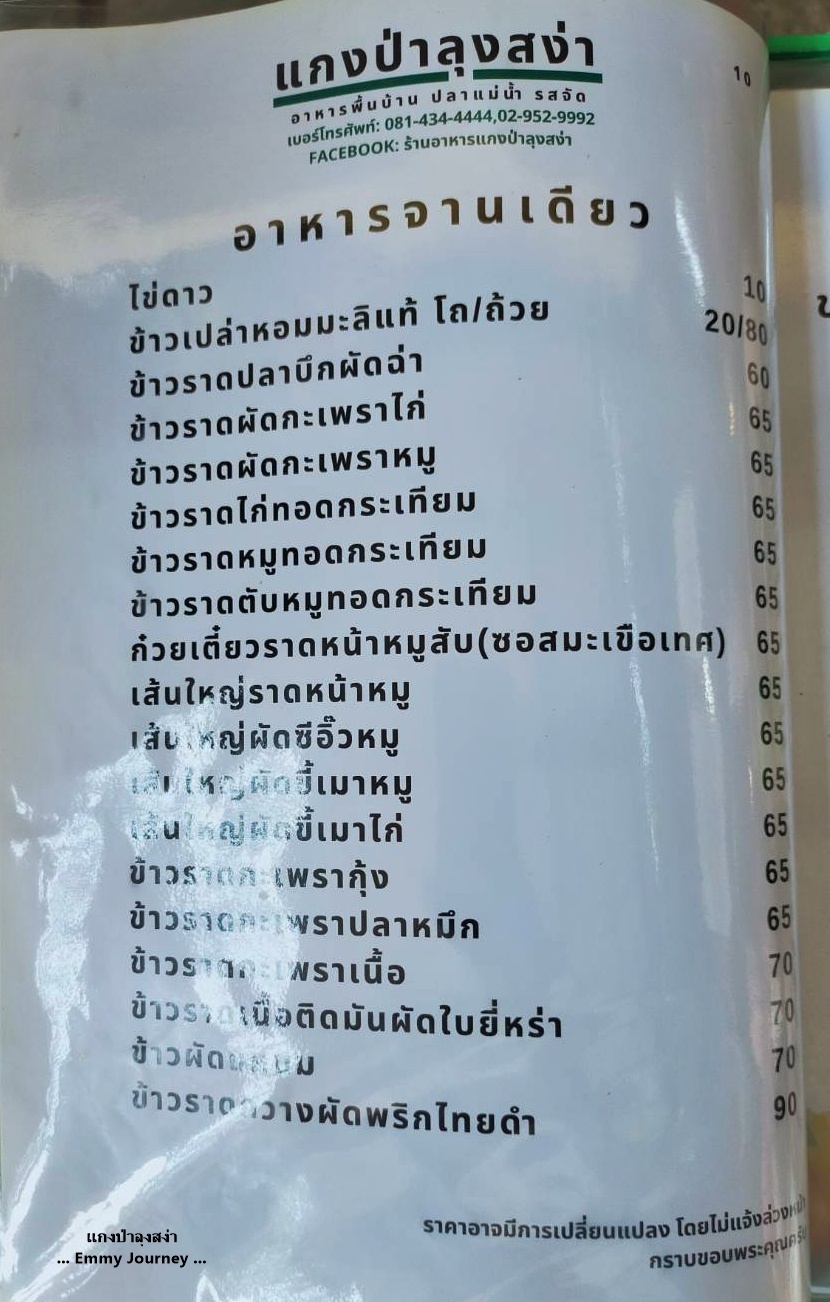 แกงป่าลุงสง่า
10
อาหารพื้นบ้าน ปลาแม่น้ำ รสจัด
เบอร์โทรศัพท์: 081-434-4444,02-952-9992
FACEBOOK: ร้านอาหารแกงป่าลุงสง่า
อาหารจานเดียว
ไข่ดาว 10
ข้าวเปล่าหอมมะลิแท้ โถ/ถ้วย 20/80
ข้าวราดปลาบึกผัดฉ่า 60
ข้าวราดผัดกะเพราไก่ 65
ข้าวราดผัดกะเพราหมู 65
ข้าวราดไก่ทอดกระเทียม 65
ข้าวราดหมูทอดกระเทียม 65
ข้าวราดตับหมูทอดกระเทียม 65
ก๋วยเตี๋ยวราดหน้าหมูสับ(ซอสมะเขือเทศ) 65
เส้นใหญ่ราดหน้าหมู 65
เส้นใหญ่ผัดซีอิ๊วหมู 65
เส้นใหญ่ผัดขี้เมาหมู 65
เส้นใหญ่ผัดขี้เมาไก่ 65
ข้าวราดกะเพรากุ้ง 65
ข้าวราดกะเพราปลาหมึก 65
ข้าวราดกะเพราเนื้อ 70
ข้าวราดเนื้อติดมันผัดใบยี่หร่า 70
ข้าวผัดแหนม 70
ข้าวราดกวางผัดพริกไทยดำ 90
ราคาอาจมีการเปลี่ยนแปลง โดยไม่แจ้งล่วงหน้า
กราบขอบพระคุณครับ
แกงป่าลุงสง่า
... Emmy Journey ...